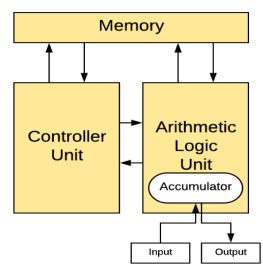 Memory
Controller
Unit
Arithmetic
Logic
Unit
Accumulator
Input
Output